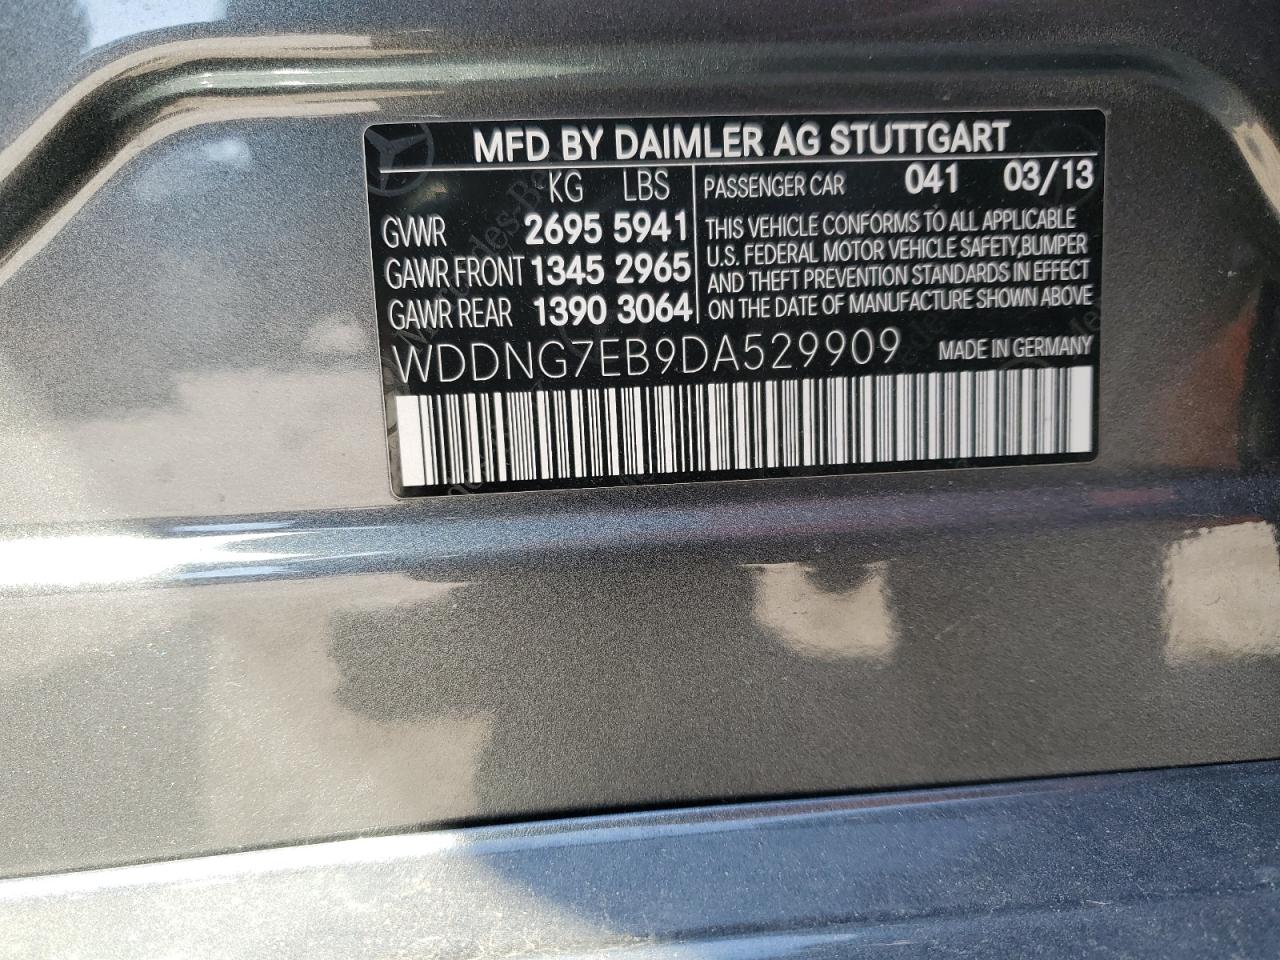 MFD BY DAIMLER AG STUTTGART
KG LBS
GVWR 2695 5941
GAWR FRONT 1345 2965
GAWR REAR 1390 3064
PASSENGER CAR 041 03/13
THIS VEHICLE CONFORMS TO ALL APPLICABLE
U.S. FEDERAL MOTOR VEHICLE SAFETY,BUMPER
AND THEFT PREVENTION STANDARDS IN EFFECT
ON THE DATE OF MANUFACTURE SHOWN ABOVE
WDDNG7EB9DA529909 MADE IN GERMANY